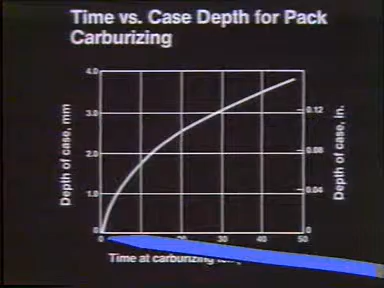 Time vs. Case Depth for Pack
Carburizing
4.0
3.0
2.0
1.0
0
Depth of case, mm
0.12
0.08
0.04
0
Depth of case, in.
0
30
40
50
Time at carburizing